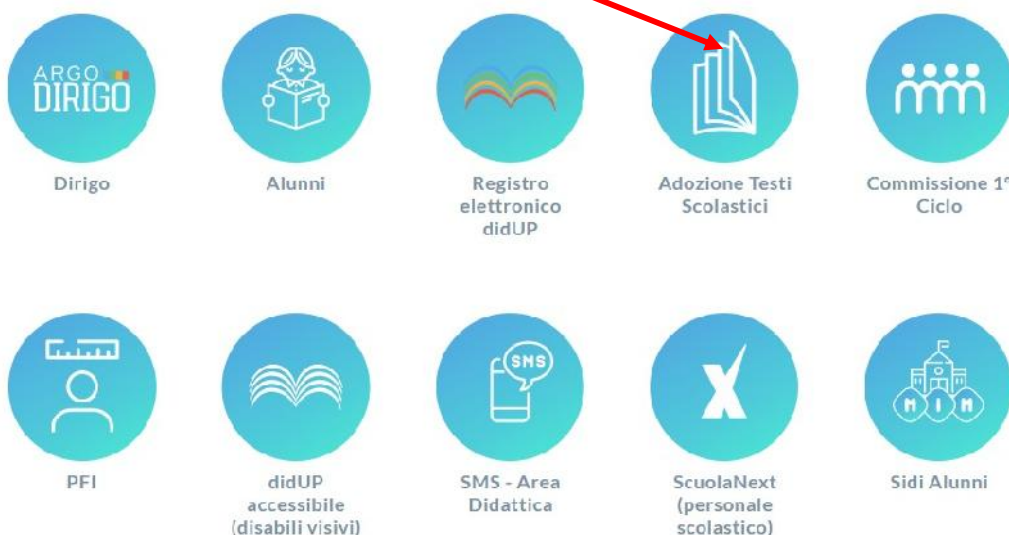 ARGO
DIRIGO
Dirigo
Alunni
Registro
elettronico
didUP
Adozione Testi
Scolastici
Commissione 1°
Ciclo
PFI
didUP
accessibile
(disabili visivi)
SMS
SMS - Area
Didattica
X
ScuolaNext
(personale
scolastico)
M I M
Sidi Alunni